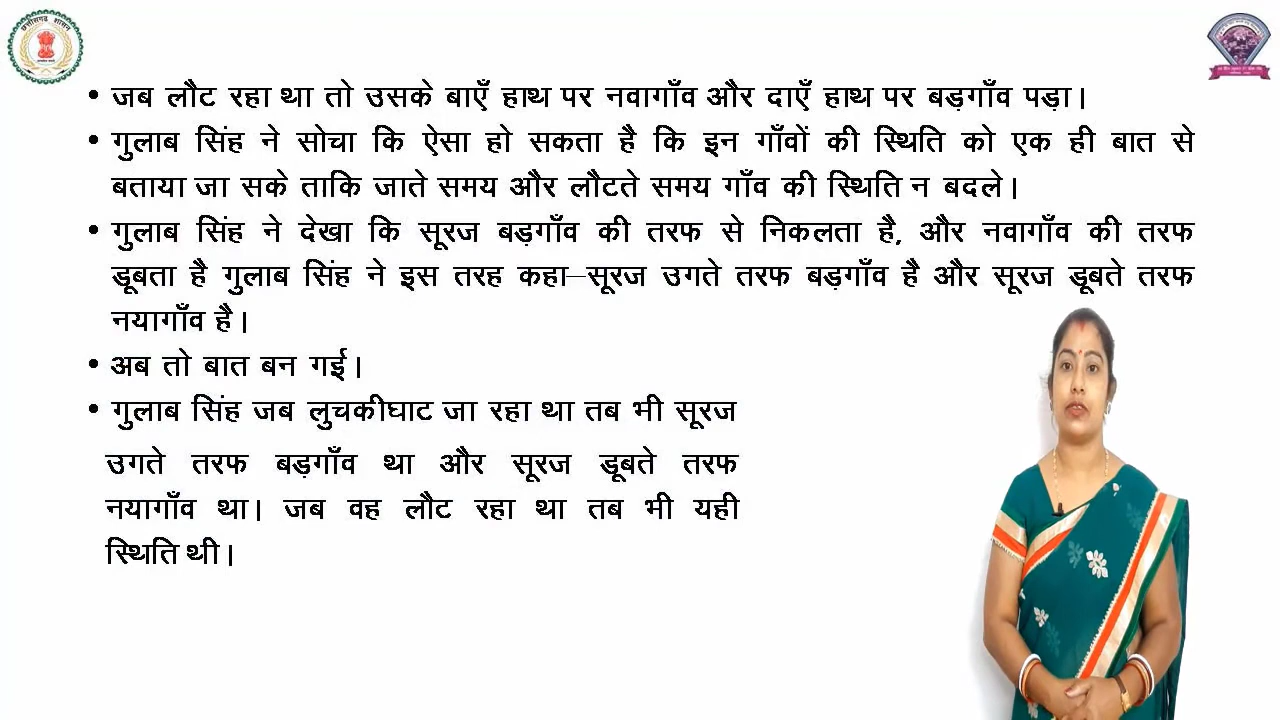 छत्तीसगढ़ शासन
• जब लौट रहा था तो उसके बाएँ हाथ पर नवागाँव और दाएँ हाथ पर बड़गाँव पड़ा।
• गुलाब सिंह ने सोचा कि ऐसा हो सकता है कि इन गाँवों की स्थिति को एक ही बात से
बताया जा सके ताकि जाते समय और लौटते समय गाँव की स्थिति न बदले।
• गुलाब सिंह ने देखा कि सूरज बड़गाँव की तरफ से निकलता है, और नवागाँव की तरफ
डूबता है गुलाब सिंह ने इस तरह कहा–सूरज उगते तरफ बड़गाँव है और सूरज डूबते तरफ
नयागाँव है।
• अब तो बात बन गई।
• गुलाब सिंह जब लुचकीघाट जा रहा था तब भी सूरज
उगते तरफ बड़गाँव था और सूरज डूबते तरफ
नयागाँव था। जब वह लौट रहा था तब भी यही
स्थिति थी।